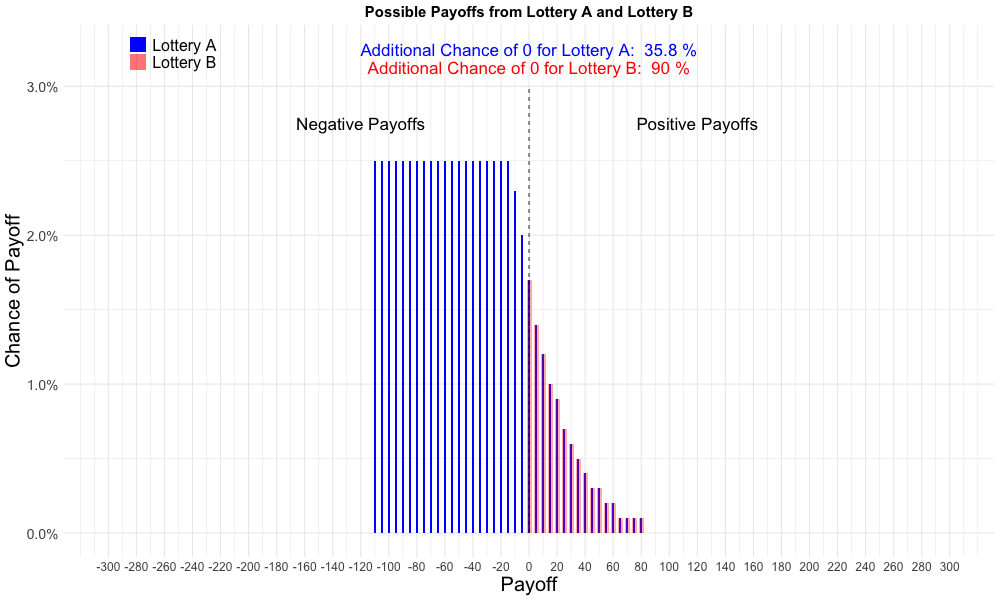 Possible Payoffs from Lottery A and Lottery B
Lottery A
Lottery B
Additional Chance of 0 for Lottery A:  35.8 %
Additional Chance of 0 for Lottery B:  90 %
Negative Payoffs
Positive Payoffs
Chance of Payoff
3.0%
2.0%
1.0%
0.0%
-300 -280 -260 -240 -220 -200 -180 -160 -140 -120 -100 -80 -60 -40 -20 0 20 40 60 80 100 120 140 160 180 200 220 240 260 280 300
Payoff